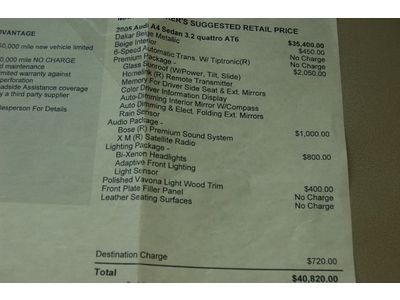 ER'S SUGGESTED RETAIL PRICE
2005 Audi A4 Sedan 3.2 quattro AT6 $35,400.00
Dakar Beige Metallic $450.00
Beige Interior No Charge
6-Speed Automatic Trans. W/ Tiptronic(R) No Charge
Premium Package - $2,050.00
Glass Sunroof (W/Power, Tilt, Slide)
Homelink (R) Remote Transmitter
Memory For Driver Side Seat & Ext. Mirrors
Color Driver Information Display
Auto-Dimming Interior Mirror W/Compass
Auto Dimming & Elect. Folding Ext. Mirrors
Rain Sensor
Audio Package - $1,000.00
Bose (R) Premium Sound System
X M (R) Satellite Radio
Lighting Package - $800.00
Bi-Xenon Headlights
Adaptive Front Lighting
Light Sensor
Polished Vavona Light Wood Trim $400.00
Front Plate Filler Panel No Charge
Leather Seating Surfaces No Charge
Destination Charge $720.00
Total $40,820.00
DVANTAGE
0,000 mile new vehicle limited
0,000 mile NO CHARGE
d maintenance
limited warranty against
perforation
adside Assistance coverage
y a third party supplier
lesperson For Details